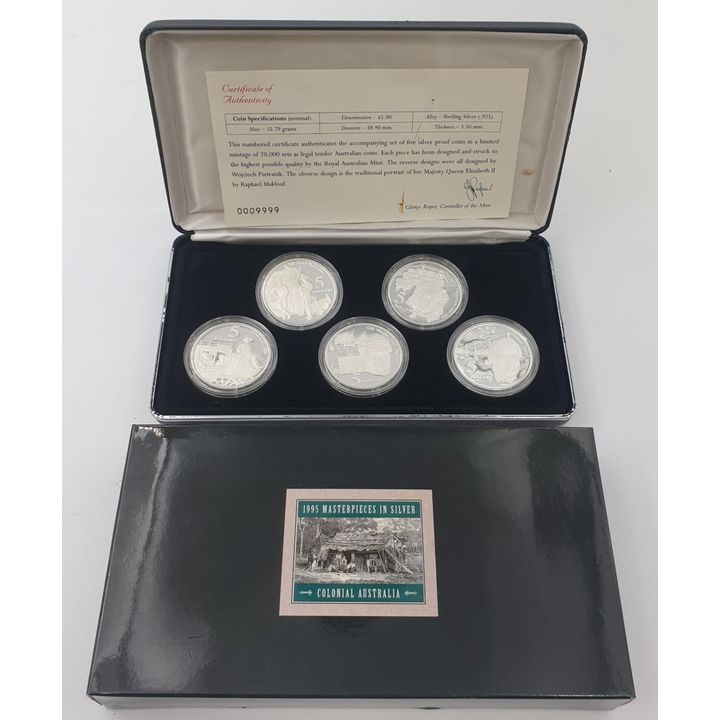 Certificate of
Authenticity
Coin Specifications (nominal)
Denomination – $5.00
Alloy – Sterling Silver (.925)
Mass – 35.79 grams
Diameter – 38.90 mm
Thickness – 3.50 mm
This numbered certificate authenticates the accompanying set of five silver proof coins in a limited
mintage of 20,000 sets as legal tender Australian coins. Each piece has been designed and struck to
the highest possible quality by the Royal Australian Mint. The reverse designs were all designed by
Wojciech Pietranik. The obverse design is the traditional portrait of her Majesty Queen Elizabeth II
by Raphael Maklouf.
0009999
Glenys Roper, Controller of the Mint
5
5
5
5
1995 MASTERPIECES IN SILVER
COLONIAL AUSTRALIA